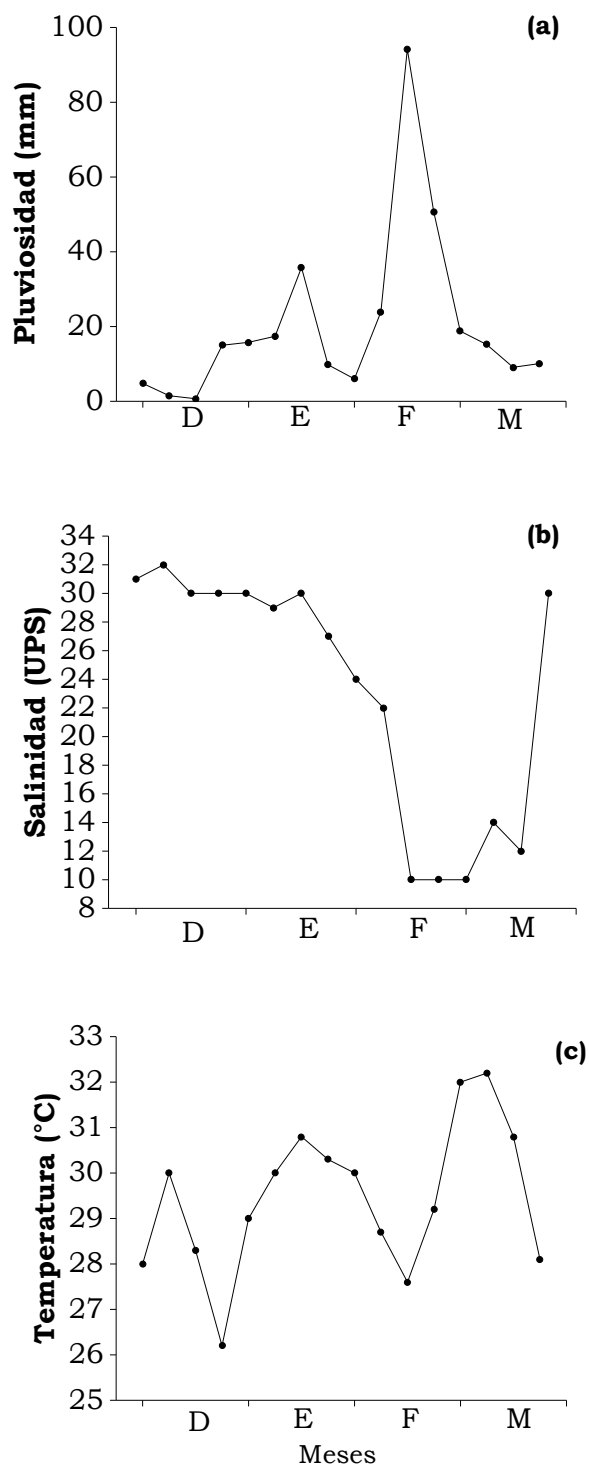 (a)
Pluviosidad (mm)
100
80
60
40
20
0
D E F M
(b)
Salinidad (UPS)
34
32
30
28
26
24
22
20
18
16
14
12
10
8
D E F M
(c)
Temperatura (°C)
33
32
31
30
29
28
27
26
25
D E F M
Meses